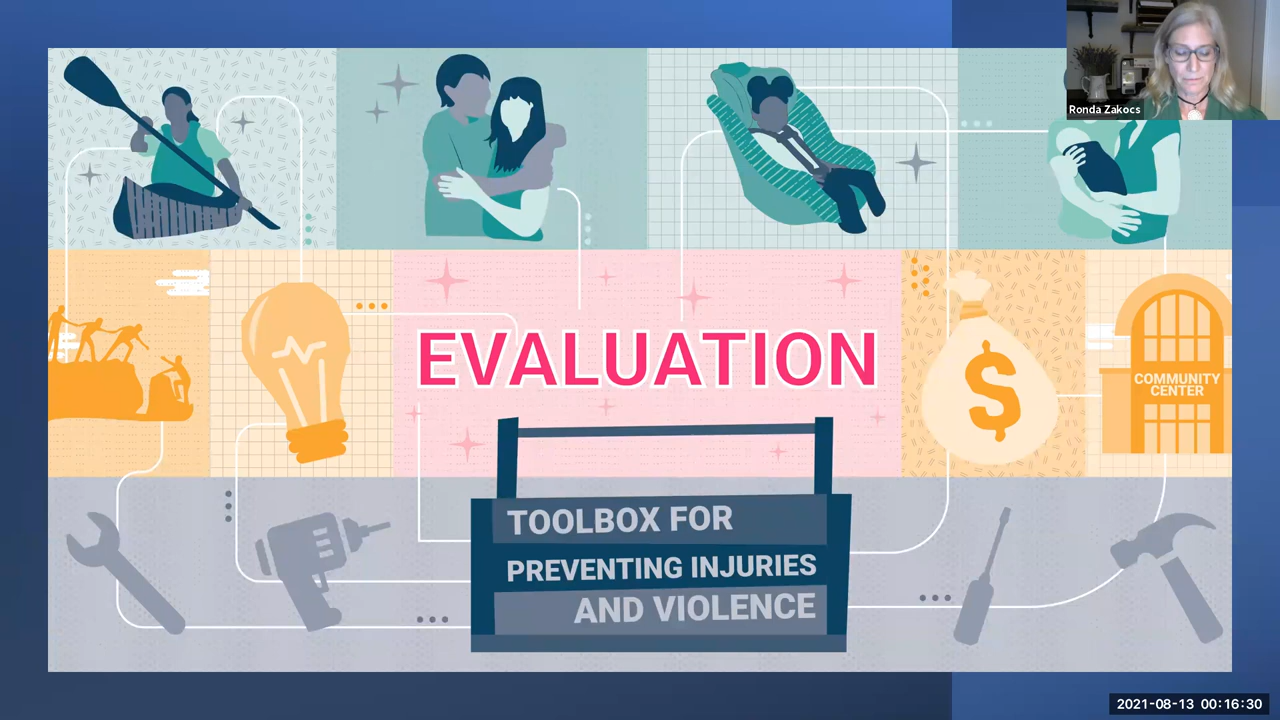 Ronda Zakocs
EVALUATION
$
COMMUNITY
CENTER
TOOLBOX FOR
PREVENTING INJURIES
AND VIOLENCE
2021-08-13 00:16:30